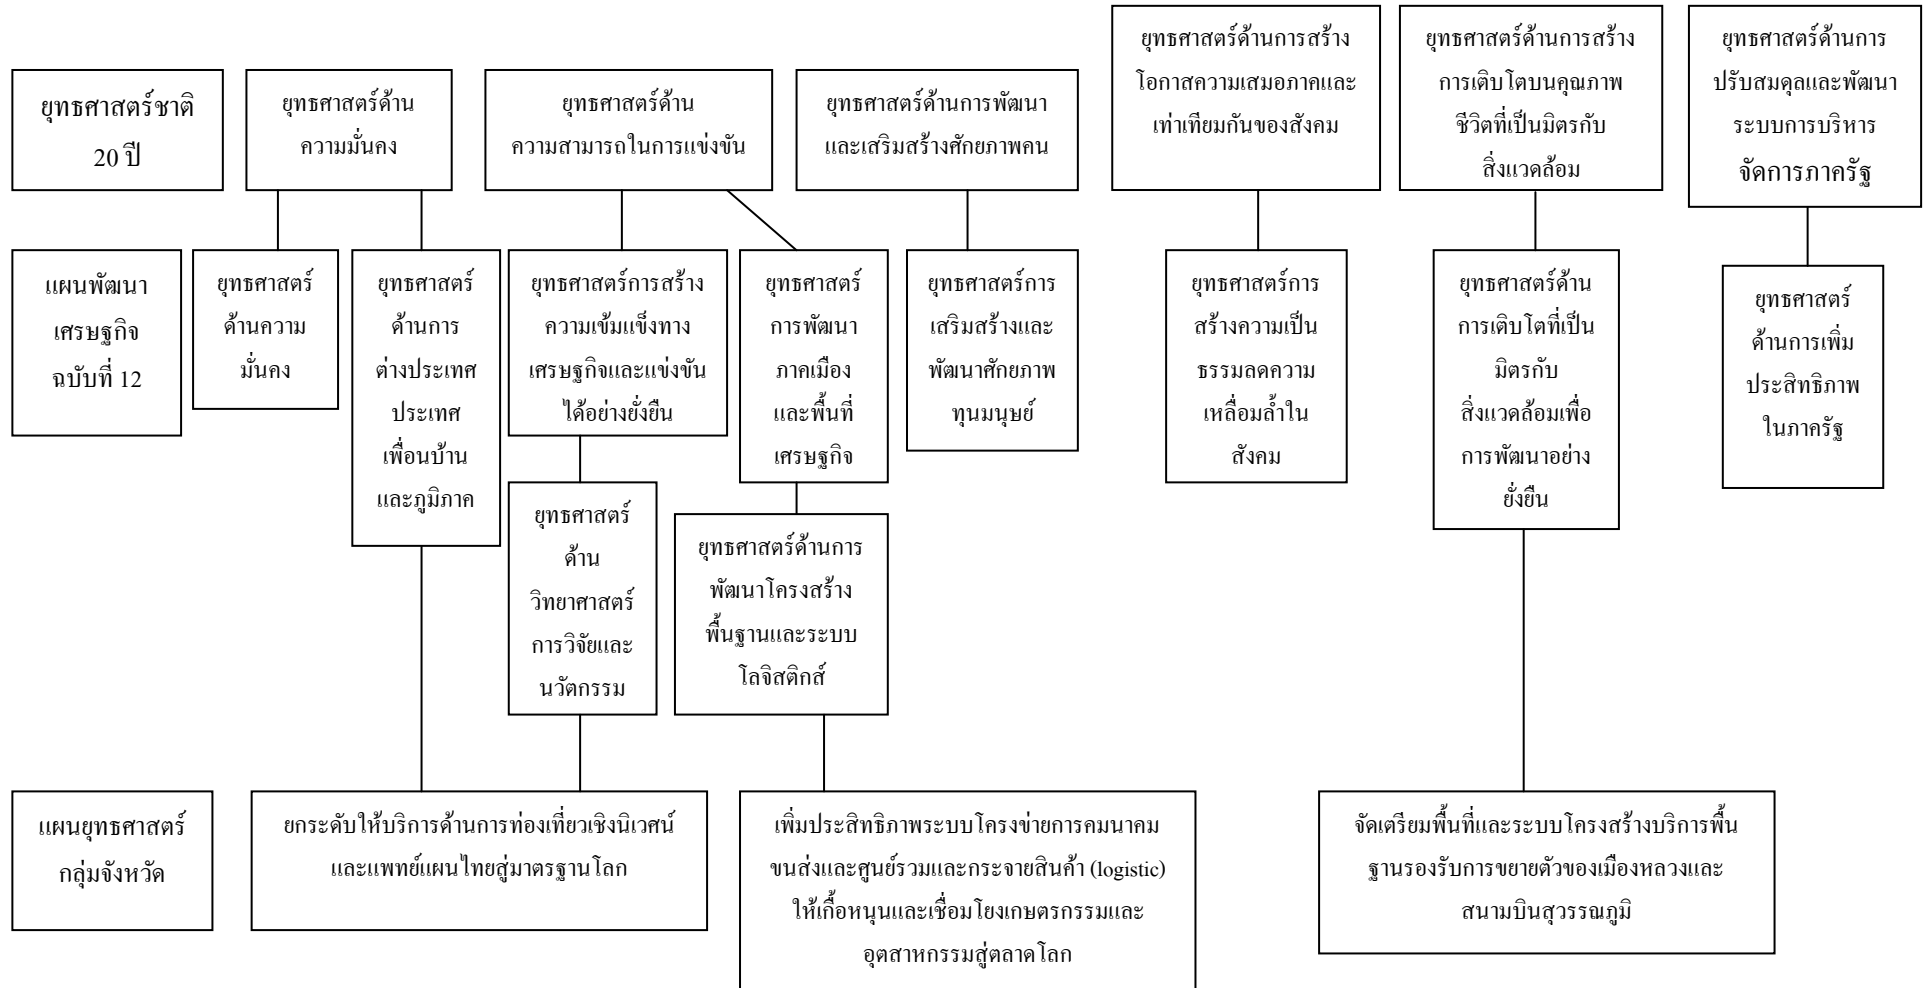 ยุทธศาสตร์ชาติ
20 ปี
ยุทธศาสตร์ด้าน
ความมั่นคง
ยุทธศาสตร์ด้าน
ความสามารถในการแข่งขัน
ยุทธศาสตร์ด้านการพัฒนา
และเสริมสร้างศักยภาพคน
ยุทธศาสตร์ด้านการสร้าง
โอกาสความเสมอภาคและ
เท่าเทียมกันของสังคม
ยุทธศาสตร์ด้านการสร้าง
การเติบโตบนคุณภาพ
ชีวิตที่เป็นมิตรกับ
สิ่งแวดล้อม
ยุทธศาสตร์ด้านการ
ปรับสมดุลและพัฒนา
ระบบการบริหาร
จัดการภาครัฐ
แผนพัฒนา
เศรษฐกิจ
ฉบับที่ 12
ยุทธศาสตร์
ด้านความ
มั่นคง
ยุทธศาสตร์
ด้านการ
ต่างประเทศ
ประเทศ
เพื่อนบ้าน
และภูมิภาค
ยุทธศาสตร์การสร้าง
ความเข้มแข็งทาง
เศรษฐกิจและแข่งขัน
ได้อย่างยั่งยืน
ยุทธศาสตร์
การพัฒนา
ภาคเมือง
และพื้นที่
เศรษฐกิจ
ยุทธศาสตร์การ
เสริมสร้างและ
พัฒนาศักยภาพ
ทุนมนุษย์
ยุทธศาสตร์การ
สร้างความเป็น
ธรรมลดความ
เหลื่อมล้ำใน
สังคม
ยุทธศาสตร์ด้าน
การเติบโตที่เป็น
มิตรกับ
สิ่งแวดล้อมเพื่อ
การพัฒนาอย่าง
ยั่งยืน
ยุทธศาสตร์
ด้านการเพิ่ม
ประสิทธิภาพ
ในภาครัฐ
ยุทธศาสตร์
ด้าน
วิทยาศาสตร์
การวิจัยและ
นวัตกรรม
ยุทธศาสตร์ด้านการ
พัฒนาโครงสร้าง
พื้นฐานและระบบ
โลจิสติกส์
แผนยุทธศาสตร์
กลุ่มจังหวัด
ยกระดับให้บริการด้านการท่องเที่ยวเชิงนิเวศน์
และแพทย์แผนไทยสู่มาตรฐานโลก
เพิ่มประสิทธิภาพระบบโครงข่ายการคมนาคม
ขนส่งและศูนย์รวมและกระจายสินค้า (logistic)
ให้เกื้อหนุนและเชื่อมโยงเกษตรกรรมและ
อุตสาหกรรมสู่ตลาดโลก
จัดเตรียมพื้นที่และระบบโครงสร้างบริการพื้น
ฐานรองรับการขยายตัวของเมืองหลวงและ
สนามบินสุวรรณภูมิ